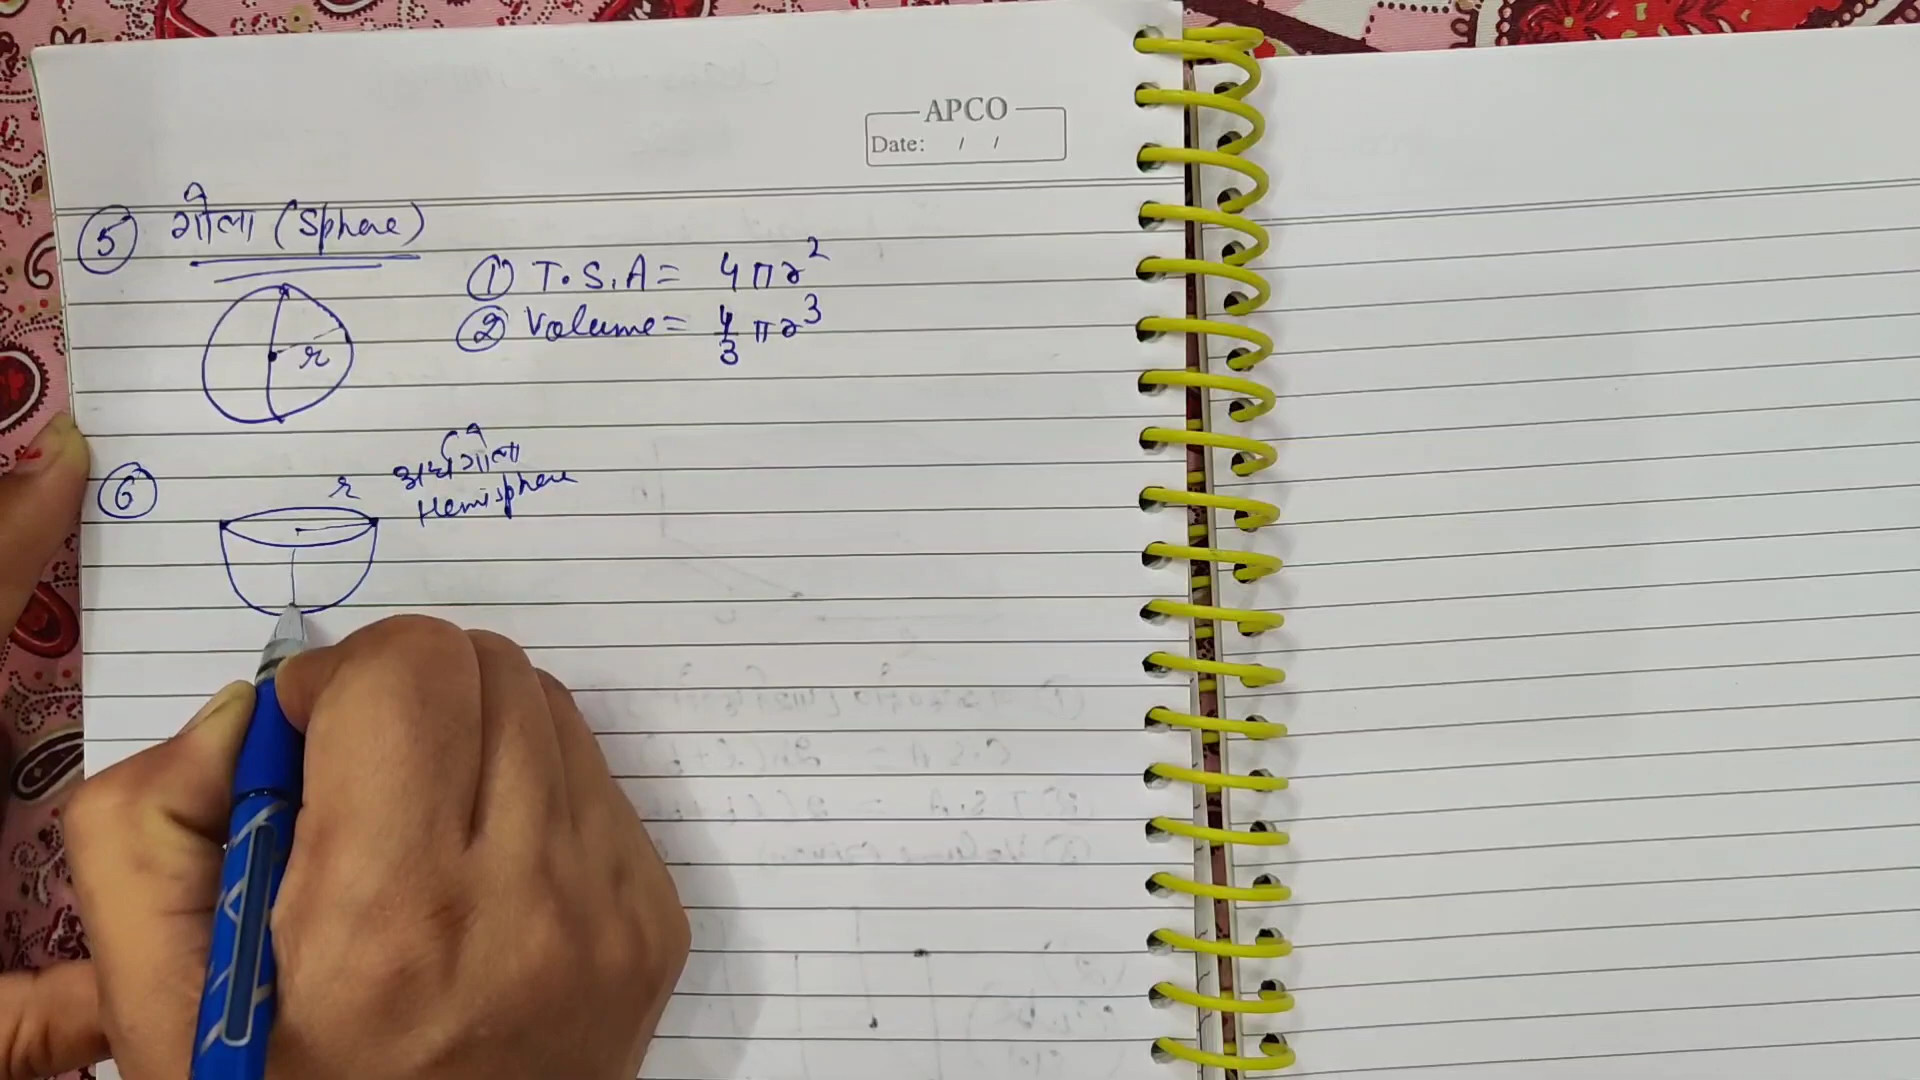 APCO
Date: / /
⑤ गोला (Sphere)
① T.S.A = 4πr²
② Volume = 4/3 πr³
r
⑥
r
अर्धगोला
Hemisphere